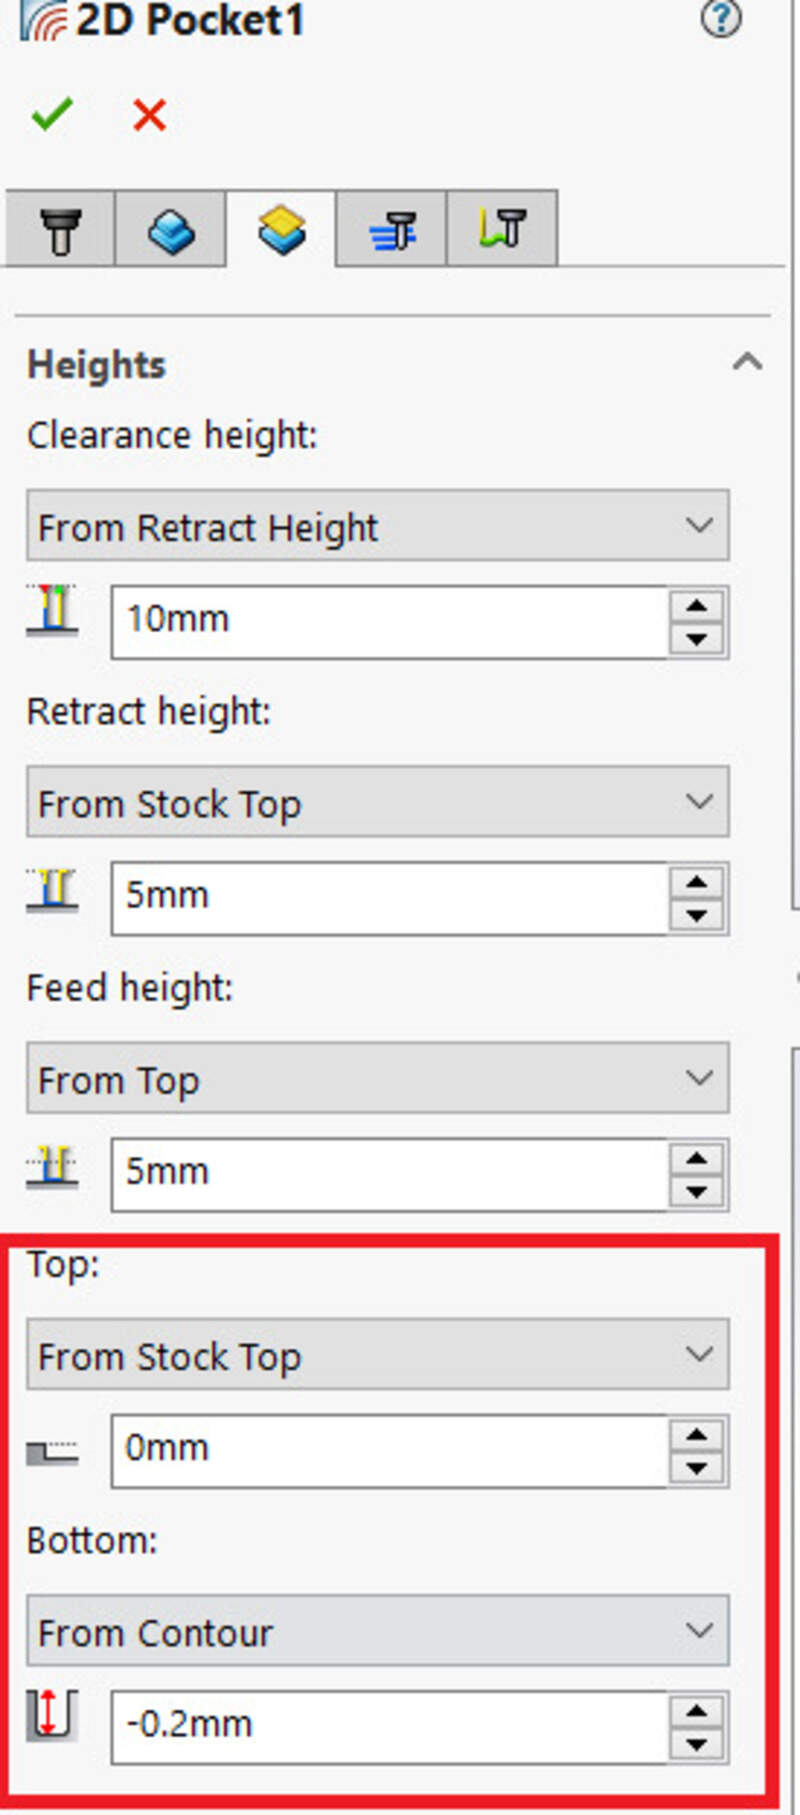 2D Pocket1
?
Heights
Clearance height:
From Retract Height
10mm
Retract height:
From Stock Top
5mm
Feed height:
From Top
5mm
Top:
From Stock Top
0mm
Bottom:
From Contour
-0.2mm